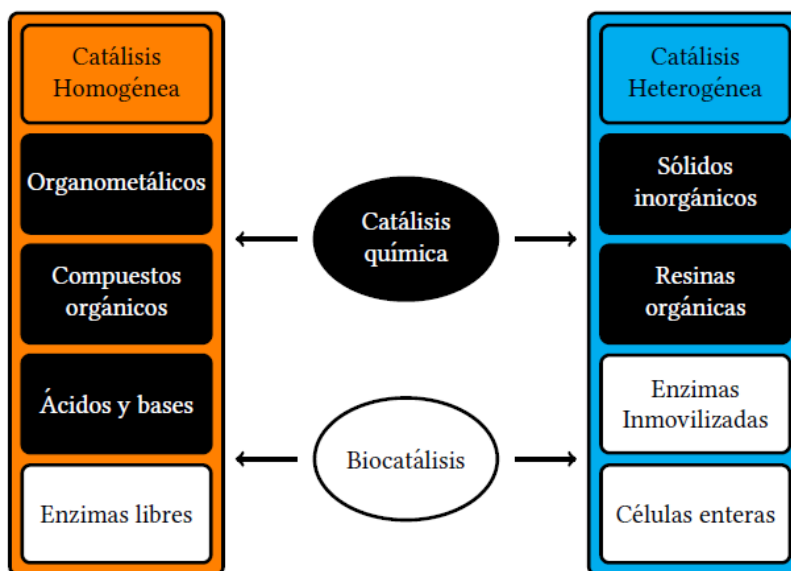 Catálisis
Homogénea
Organometálicos
Compuestos
orgánicos
Ácidos y bases
Enzimas libres
Catálisis
química
Biocatálisis
Catálisis
Heterogénea
Sólidos
inorgánicos
Resinas
orgánicas
Enzimas
Inmovilizadas
Células enteras